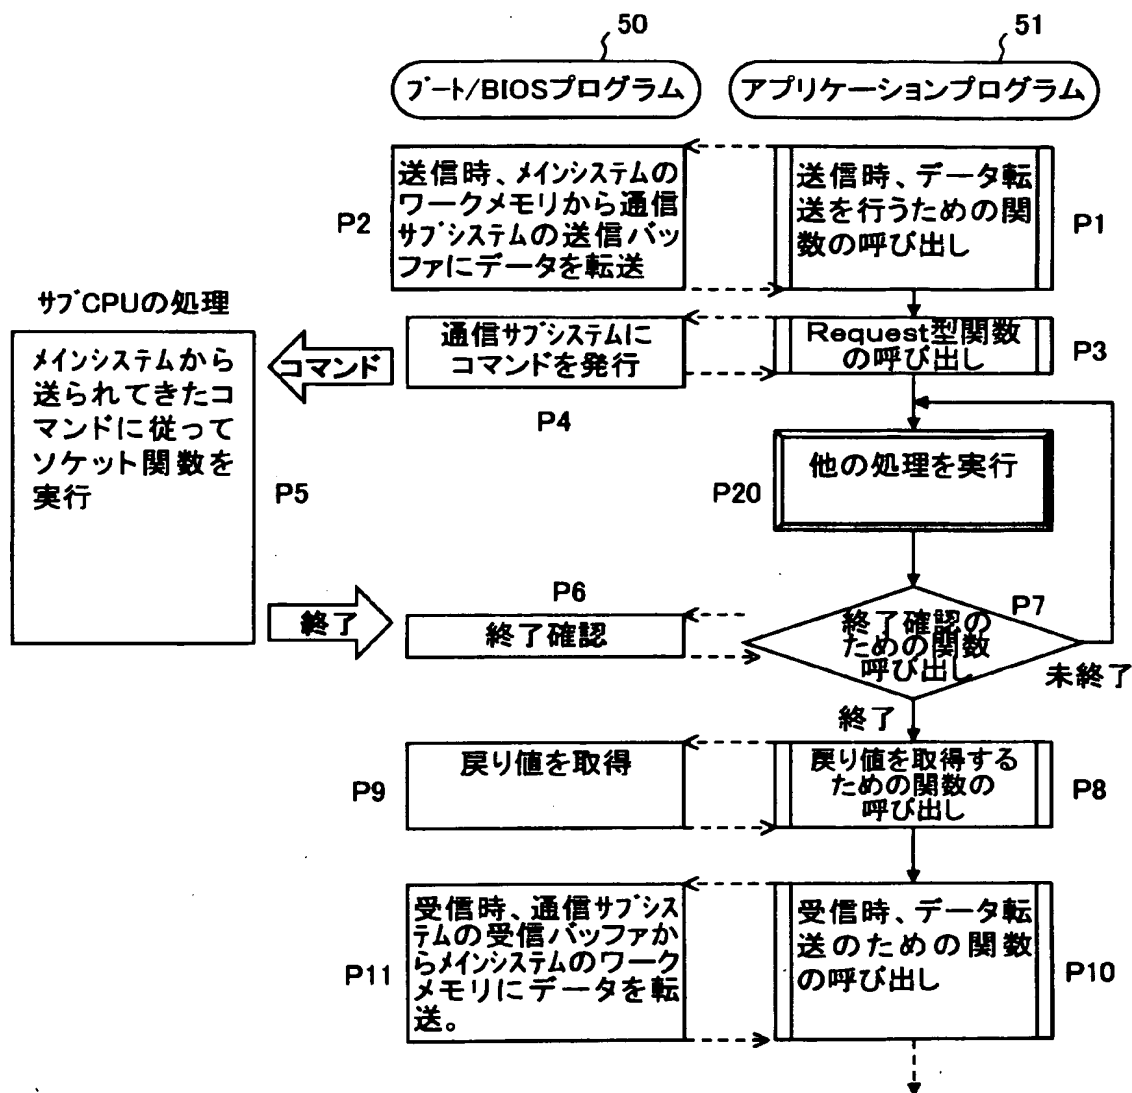 50
51
ブート/BIOSプログラム
アプリケーションプログラム
送信時、メインシステムの
ワークメモリから通信
サブシステムの送信バッ
ファにデータを転送
P2
送信時、データ転
送を行うための関
数の呼び出し
P1
サブCPUの処理
メインシステムから
送られてきたコ
マンドに従って
ソケット関数を
実行
P5
コマンド
通信サブシステムに
コマンドを発行
P4
Request型関数
の呼び出し
P3
他の処理を実行
P20
終了
P6
終了確認
P7
終了確認の
ための関数
呼び出し
未終了
終了
戻り値を取得
P9
戻り値を取得する
ための関数の
呼び出し
P8
受信時、通信サブシス
テムの受信バッファか
らメインシステムのワーク
メモリにデータを転
送。
P11
受信時、データ転
送のための関数
の呼び出し
P10